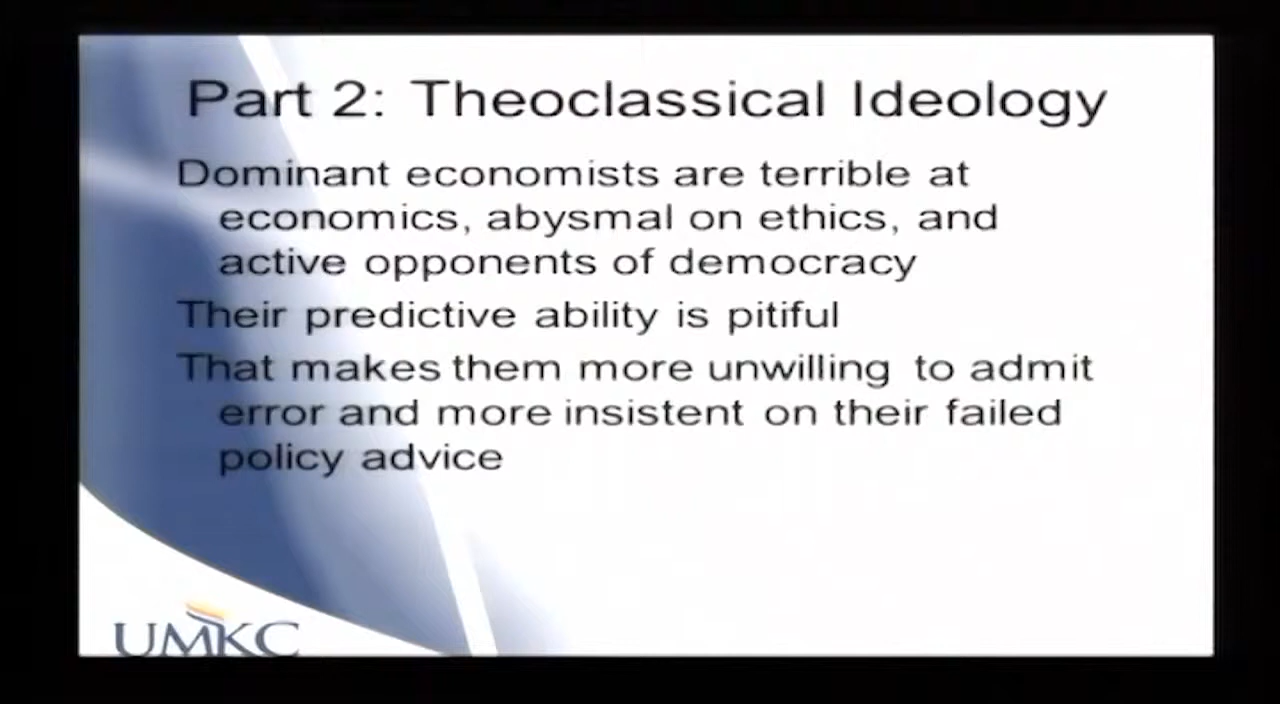 Part 2: Theoclassical Ideology
Dominant economists are terrible at
economics, abysmal on ethics, and
active opponents of democracy
Their predictive ability is pitiful
That makes them more unwilling to admit
error and more insistent on their failed
policy advice
UMKC